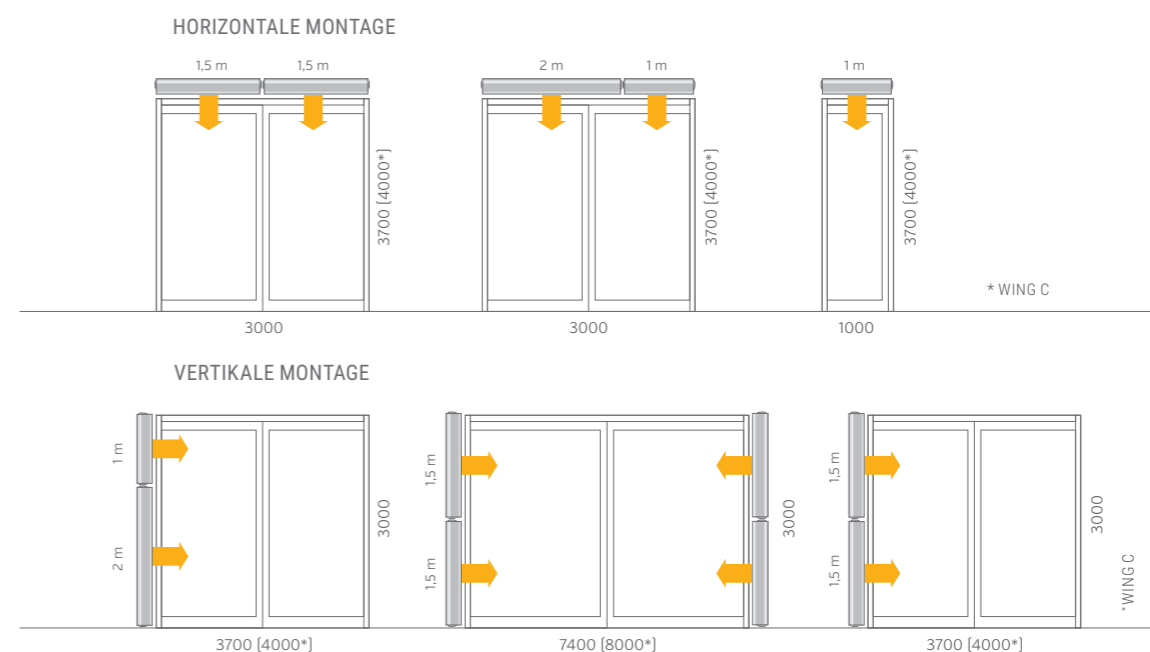 HORIZONTALE MONTAGE
1,5 m 1,5 m
2 m 1 m
1 m
3700 (4000*)
3700 (4000*)
3700 (4000*)
* WING C
3000
3000
1000
VERTIKALE MONTAGE
1 m
2 m
3000
3700 (4000*)
1,5 m
1,5 m
3000
7400 (8000*)
1,5 m
1,5 m
3000
3700 (4000*)
*WING C